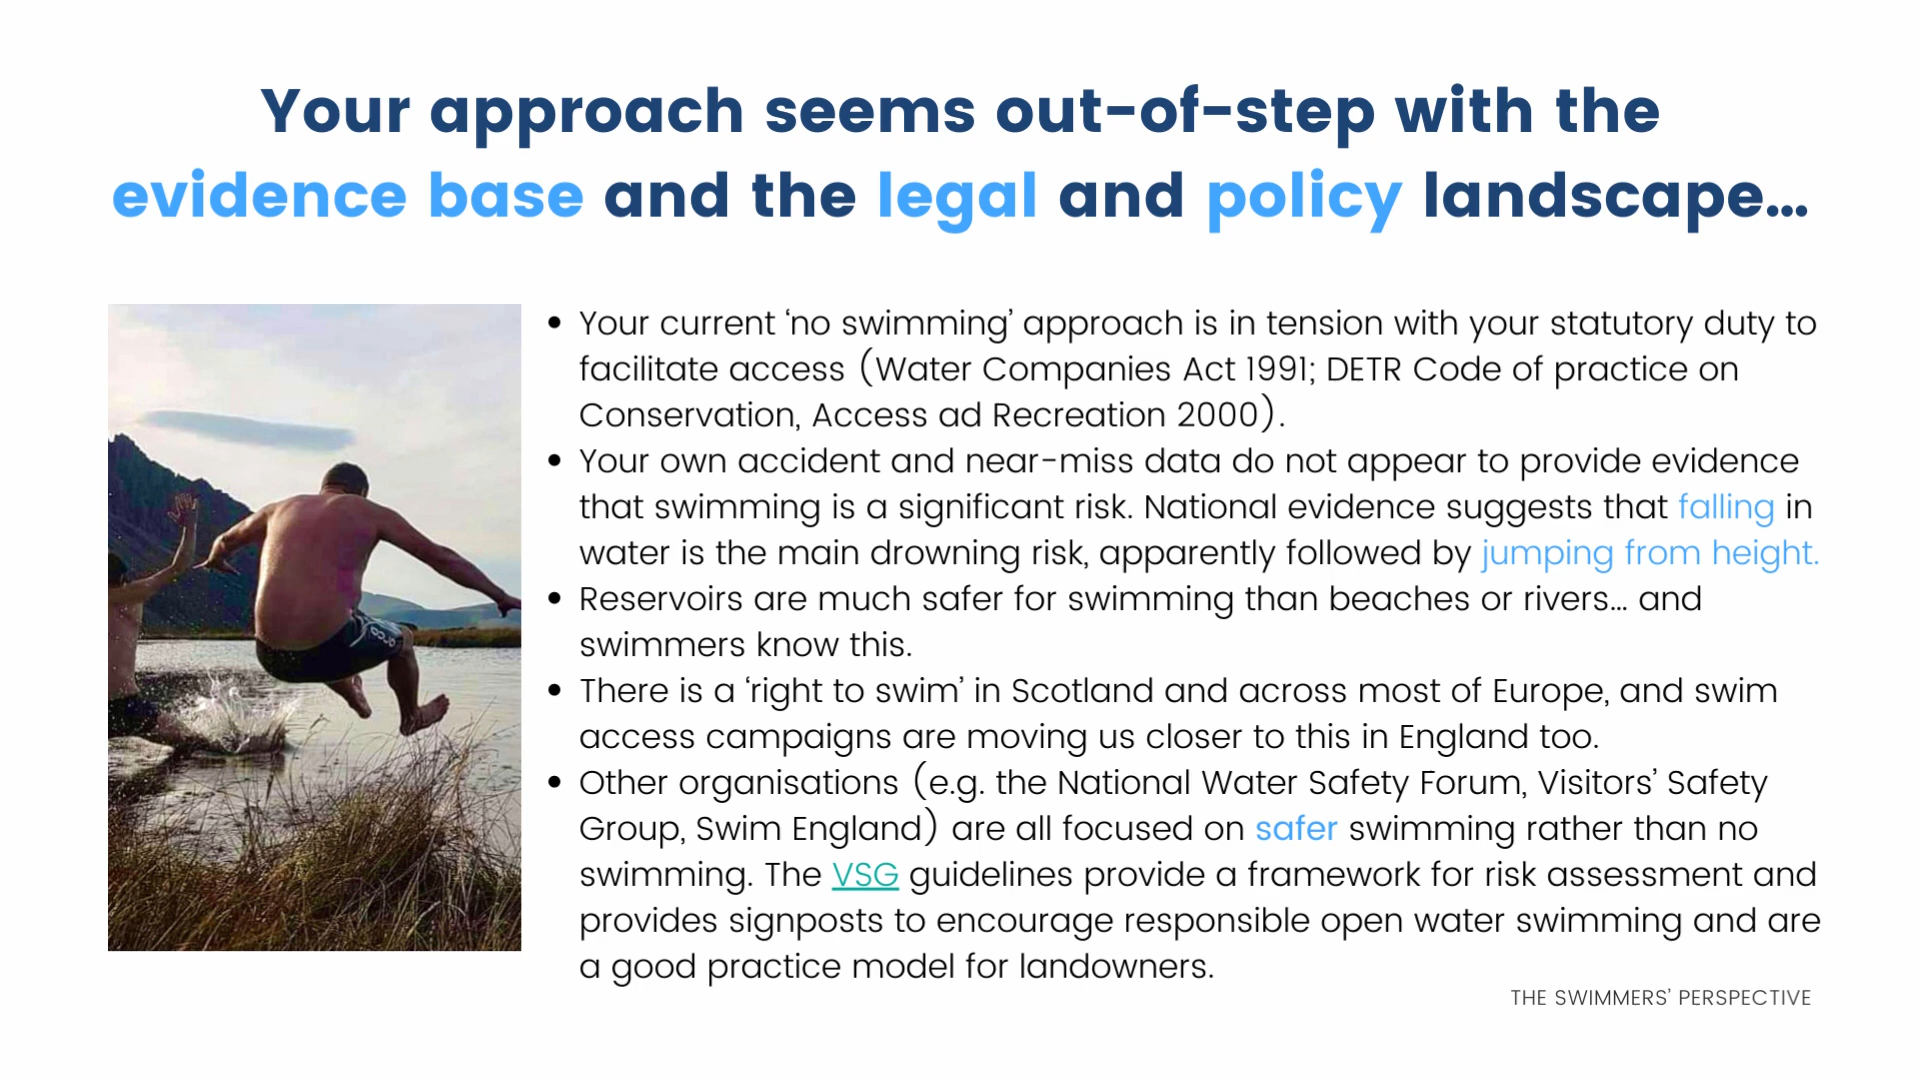 Your approach seems out-of-step with the
evidence base and the legal and policy landscape...
• Your current ‘no swimming’ approach is in tension with your statutory duty to
facilitate access (Water Companies Act 1991; DETR Code of practice on
Conservation, Access ad Recreation 2000).
• Your own accident and near-miss data do not appear to provide evidence
that swimming is a significant risk. National evidence suggests that falling in
water is the main drowning risk, apparently followed by jumping from height.
• Reservoirs are much safer for swimming than beaches or rivers... and
swimmers know this.
• There is a ‘right to swim’ in Scotland and across most of Europe, and swim
access campaigns are moving us closer to this in England too.
• Other organisations (e.g. the National Water Safety Forum, Visitors’ Safety
Group, Swim England) are all focused on safer swimming rather than no
swimming. The VSG guidelines provide a framework for risk assessment and
provides signposts to encourage responsible open water swimming and are
a good practice model for landowners.
THE SWIMMERS’ PERSPECTIVE